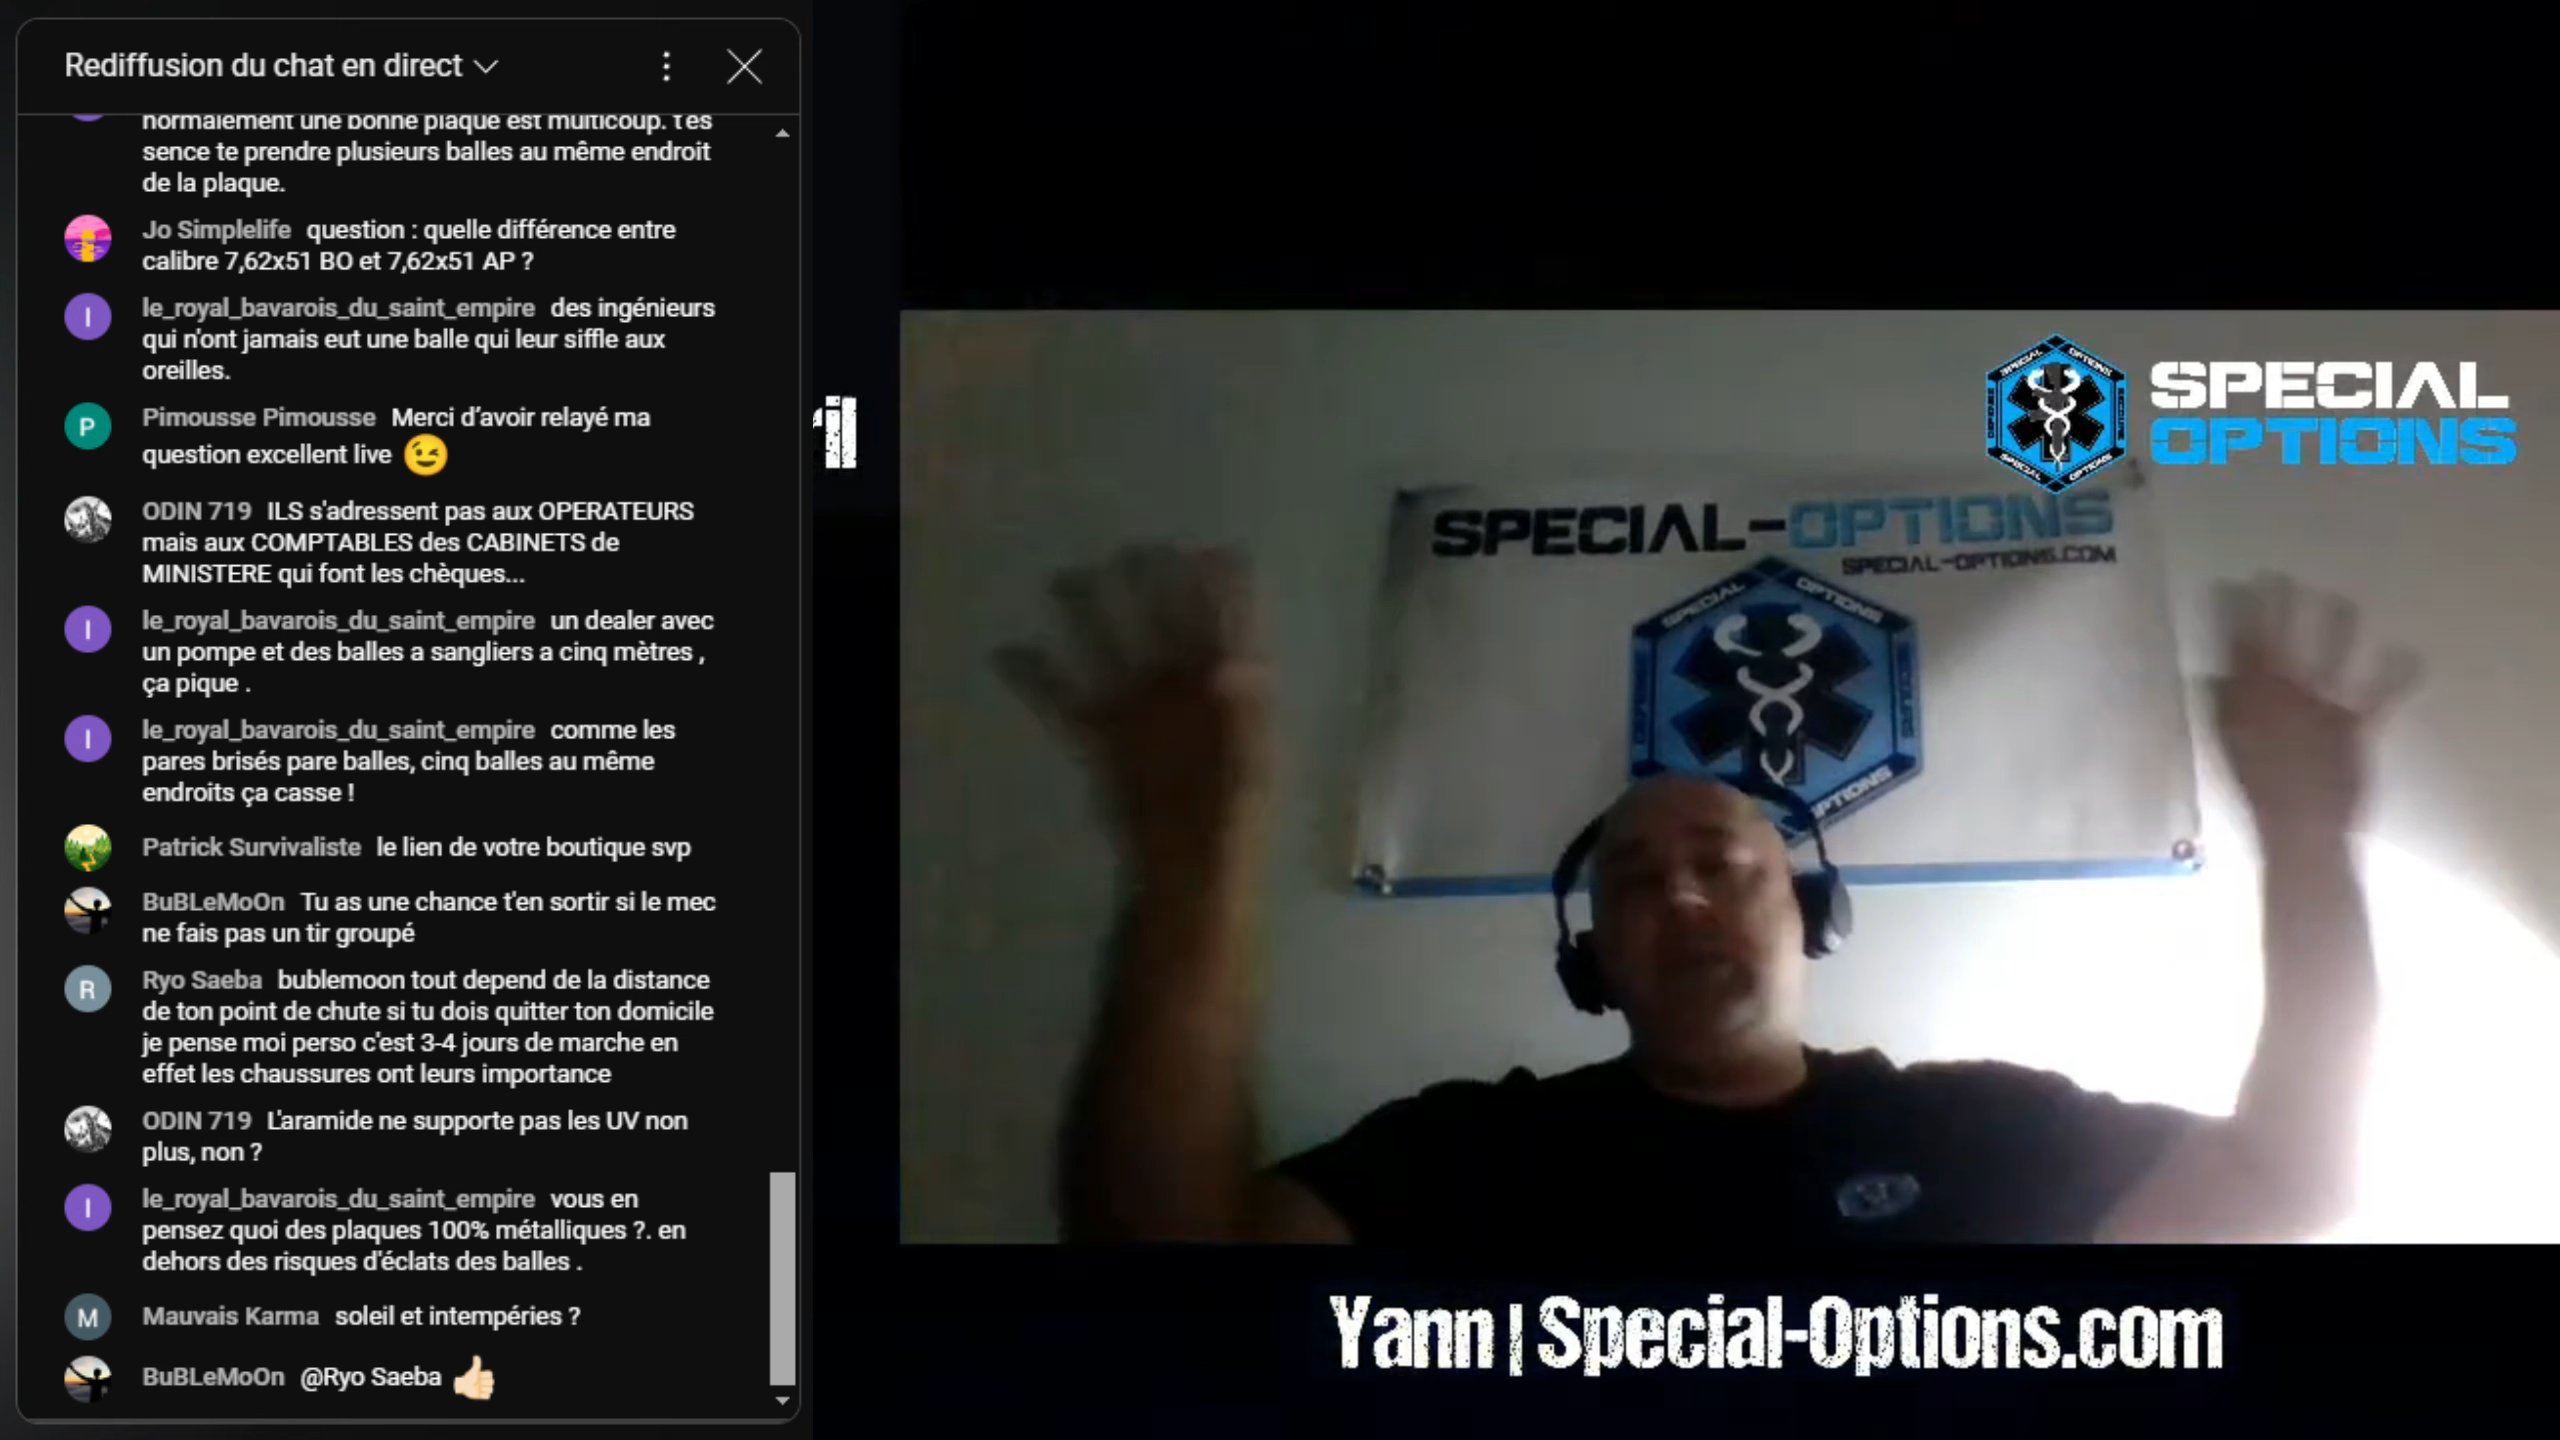 Rediffusion du chat en direct
normalement une bonne plaque est multicoup. t'es
sence te prendre plusieurs balles au même endroit
de la plaque.
Jo Simplelife question : quelle différence entre
calibre 7,62x51 BO et 7,62x51 AP ?
I
le_royal_bavarois_du_saint_empire des ingénieurs
qui n'ont jamais eut une balle qui leur siffle aux
oreilles.
P
Pimousse Pimousse Merci d'avoir relayé ma
question excellent live 😉
ODIN 719 ILS s'adressent pas aux OPERATEURS
mais aux COMPTABLES des CABINETS de
MINISTERE qui font les chèques...
I
le_royal_bavarois_du_saint_empire un dealer avec
un pompe et des balles a sangliers a cinq mètres ,
ça pique .
I
le_royal_bavarois_du_saint_empire comme les
pares brisés pare balles, cinq balles au même
endroits ça casse !
Patrick Survivaliste le lien de votre boutique svp
BuBLeMoOn Tu as une chance t'en sortir si le mec
ne fais pas un tir groupé
R
Ryo Saeba bublemoon tout depend de la distance
de ton point de chute si tu dois quitter ton domicile
je pense moi perso c'est 3-4 jours de marche en
effet les chaussures ont leurs importance
ODIN 719 L'aramide ne supporte pas les UV non
plus, non ?
I
le_royal_bavarois_du_saint_empire vous en
pensez quoi des plaques 100% métalliques ?. en
dehors des risques d'éclats des balles .
M
Mauvais Karma soleil et intempéries ?
BuBLeMoOn @Ryo Saeba 👍🏻
SPECIAL
OPTIONS
SPECIAL OPTIONS
SPECIAL OPTIONS
SPECIAL-OPTIONS
SPECIAL-OPTIONS.COM
SPECIAL OPTIONS
Yann | Special-Options.com